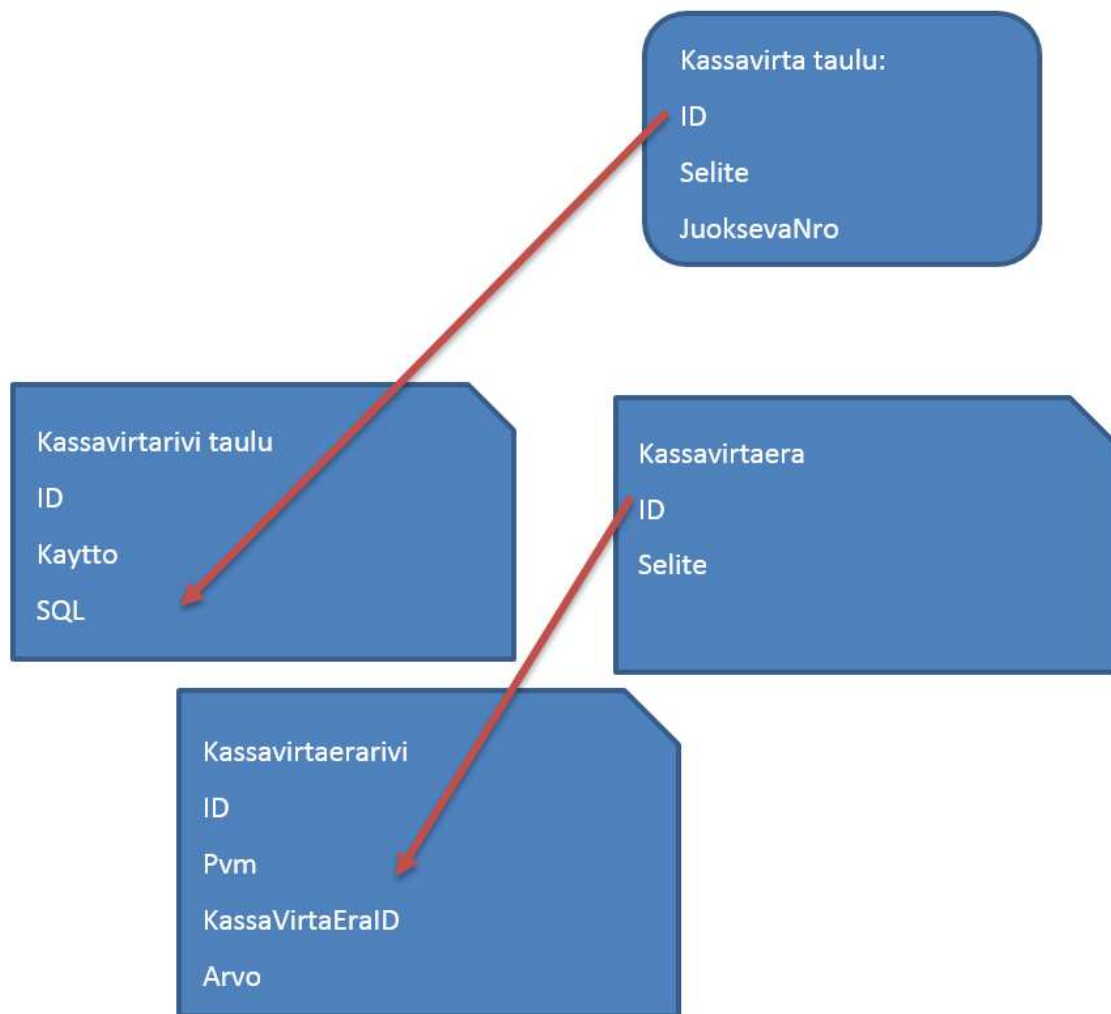 Kassavirta taulu:
ID
Selite
JuoksevaNro
Kassavirtarivi taulu
ID
Kaytto
SQL
Kassavirtaera
ID
Selite
Kassavirtaerarivi
ID
Pvm
KassaVirtaEraID
Arvo